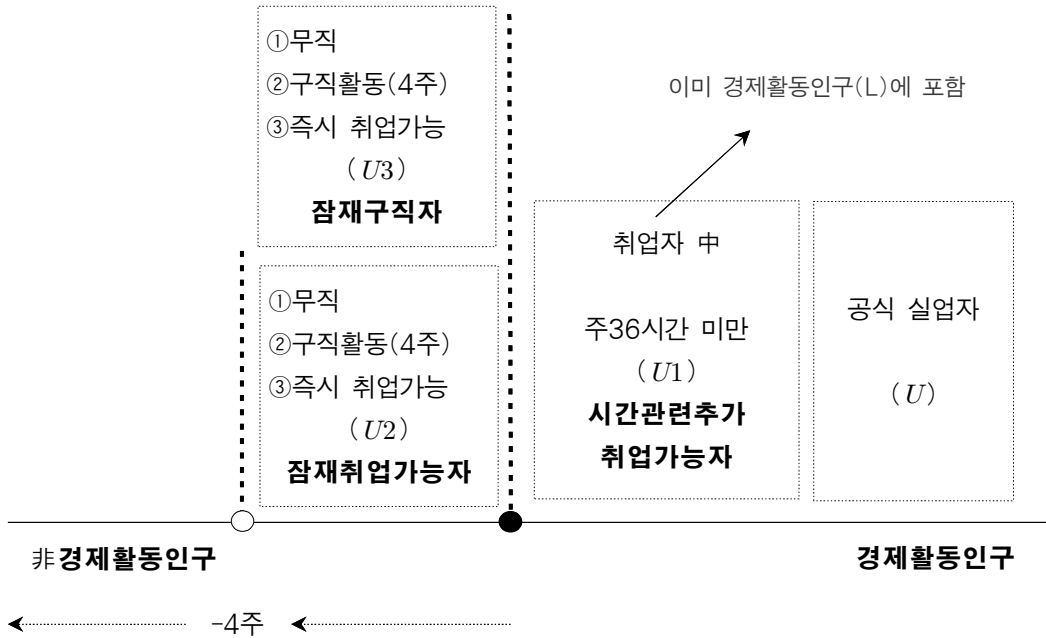 ①무직
②구직활동(4주)
③즉시 취업가능
(U3)
잠재구직자
이미 경제활동인구(L)에 포함
①무직
②구직활동(4주)
③즉시 취업가능
(U2)
잠재취업가능자
취업자 中
주36시간 미만
(U1)
시간관련추가
취업가능자
공식 실업자
(U)
非경제활동인구
경제활동인구
-4주